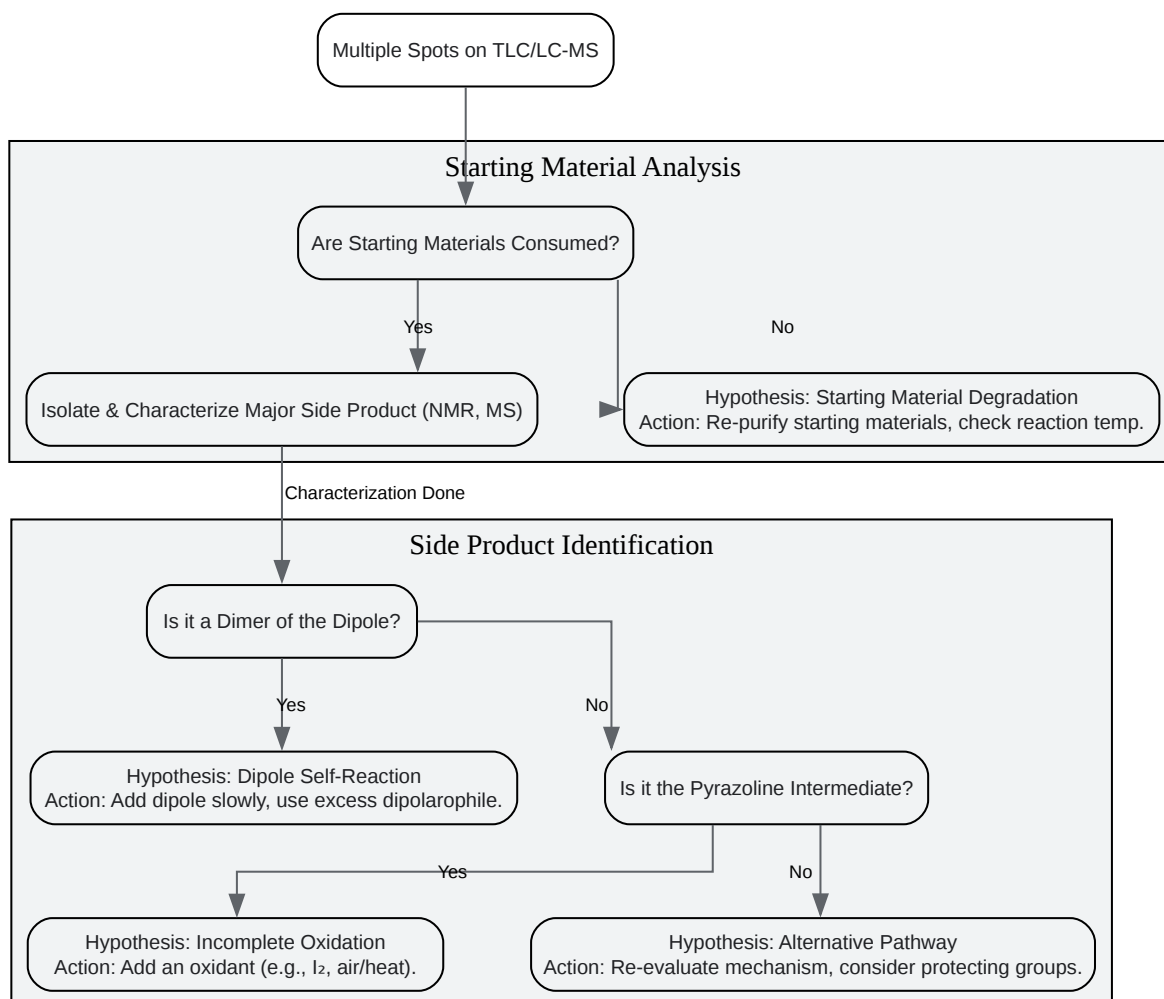 Multiple Spots on TLC/LC-MS
Starting Material Analysis
Are Starting Materials Consumed?
Yes
No
Isolate & Characterize Major Side Product (NMR, MS)
Hypothesis: Starting Material Degradation
Action: Re-purify starting materials, check reaction temp.
Characterization Done
Side Product Identification
Is it a Dimer of the Dipole?
Yes
No
Hypothesis: Dipole Self-Reaction
Action: Add dipole slowly, use excess dipolarophile.
Is it the Pyrazoline Intermediate?
Yes
No
Hypothesis: Incomplete Oxidation
Action: Add an oxidant (e.g., I₂, air/heat).
Hypothesis: Alternative Pathway
Action: Re-evaluate mechanism, consider protecting groups.